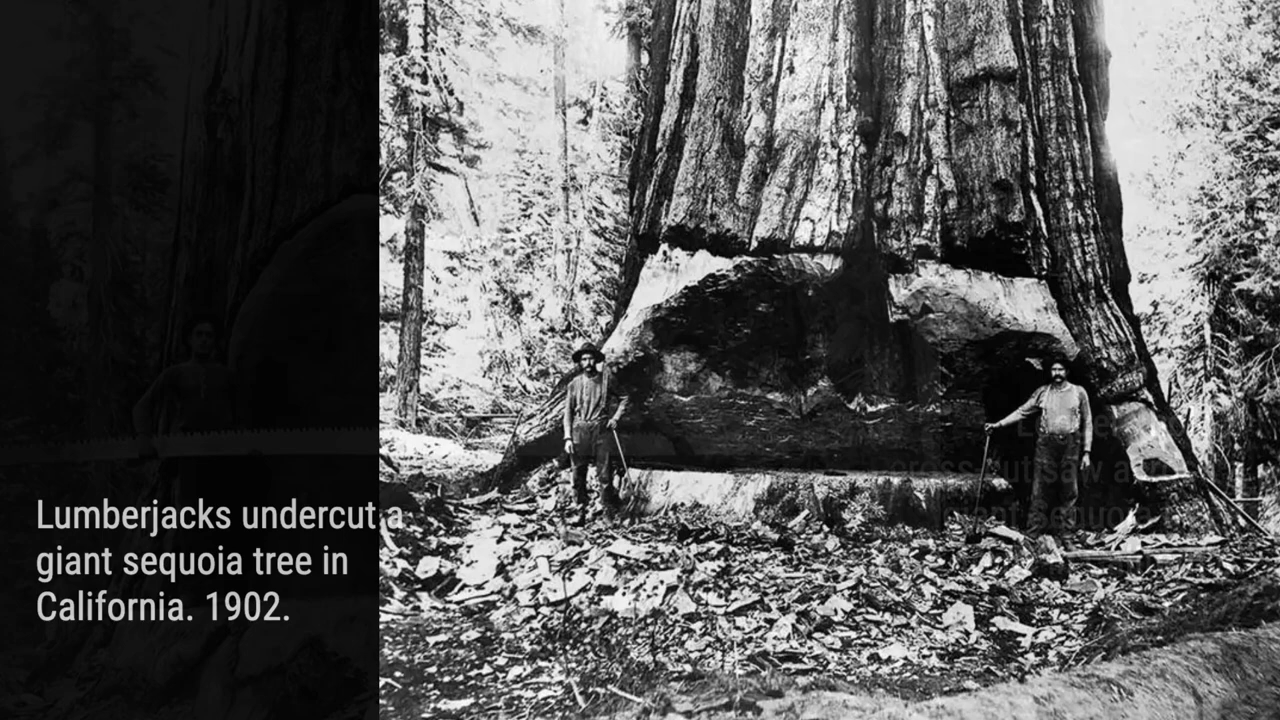 Lumberjacks undercut a
giant sequoia tree in
California. 1902.